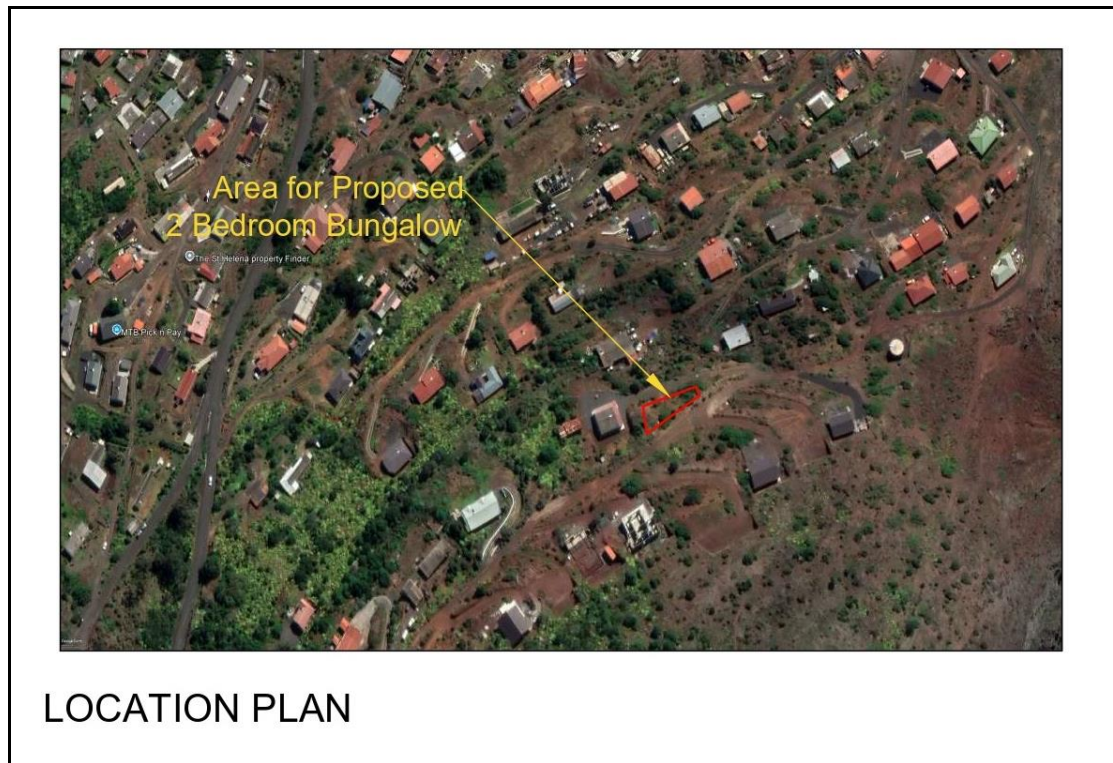 Area for Proposed
2 Bedroom Bungalow
The St Helena property Finder
MTB Pick n Pay
LOCATION PLAN